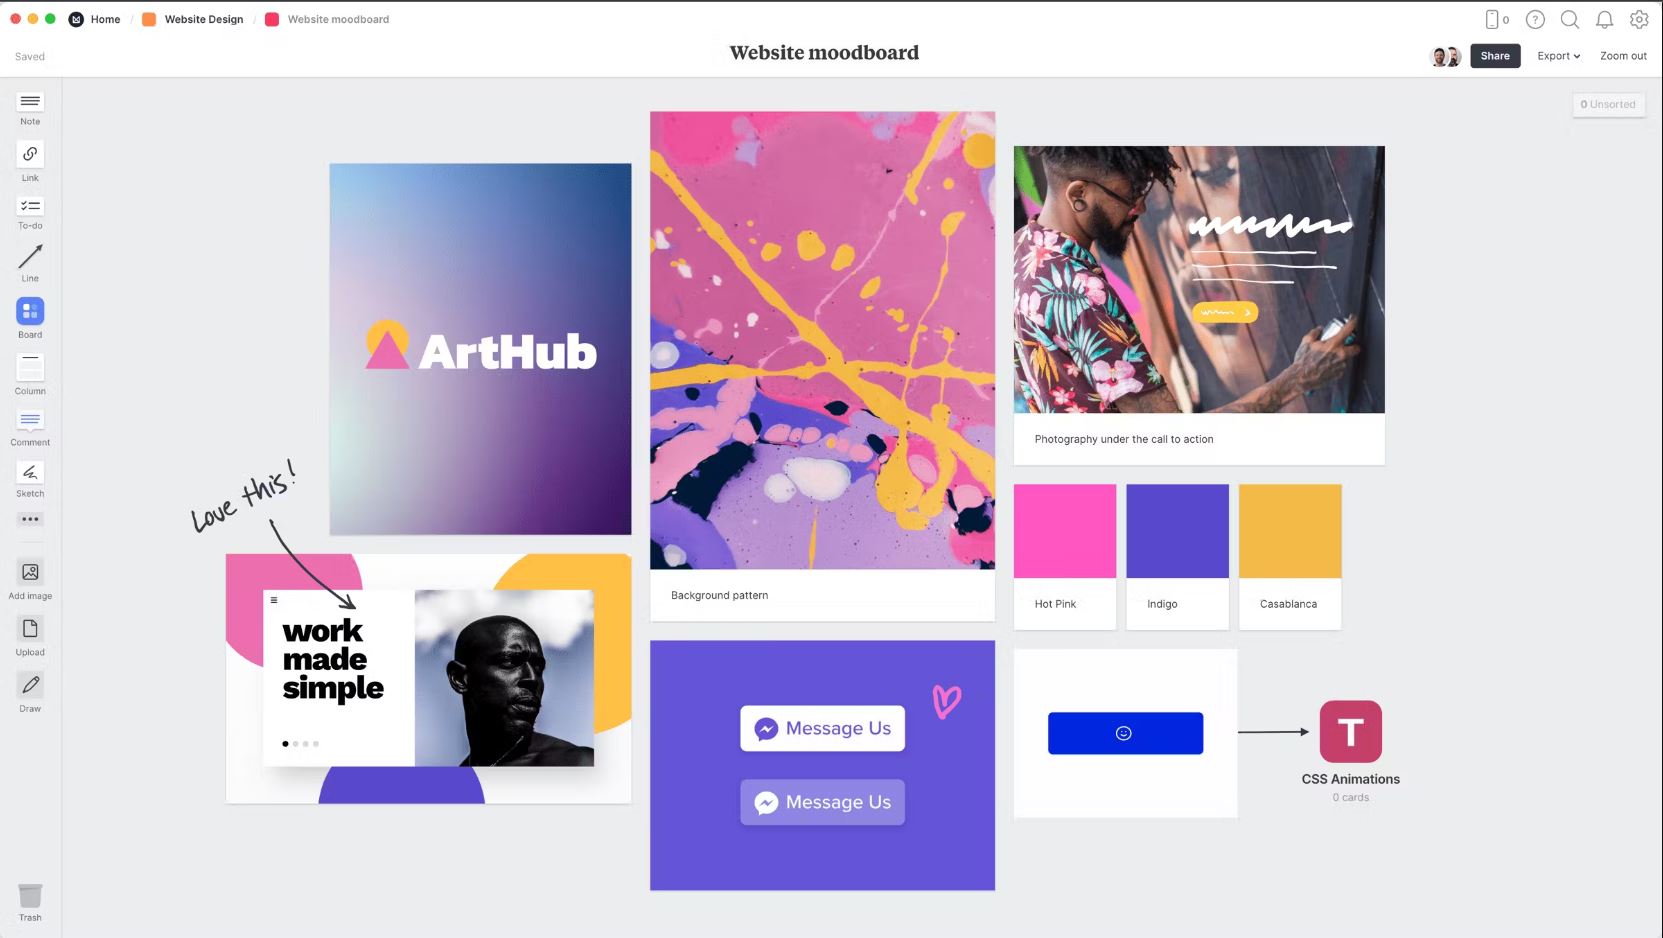 Home / Website Design / Website moodboard
0
?
Saved
Website moodboard
Share
Export
Zoom out
0 Unsorted
Note
Link
To-do
Line
Board
Column
Comment
Sketch
Add image
Upload
Draw
Trash
ArtHub
Love this!
work
made
simple
Background pattern
Message Us
Message Us
Photography under the call to action
Hot Pink
Indigo
Casablanca
T
CSS Animations
0 cards